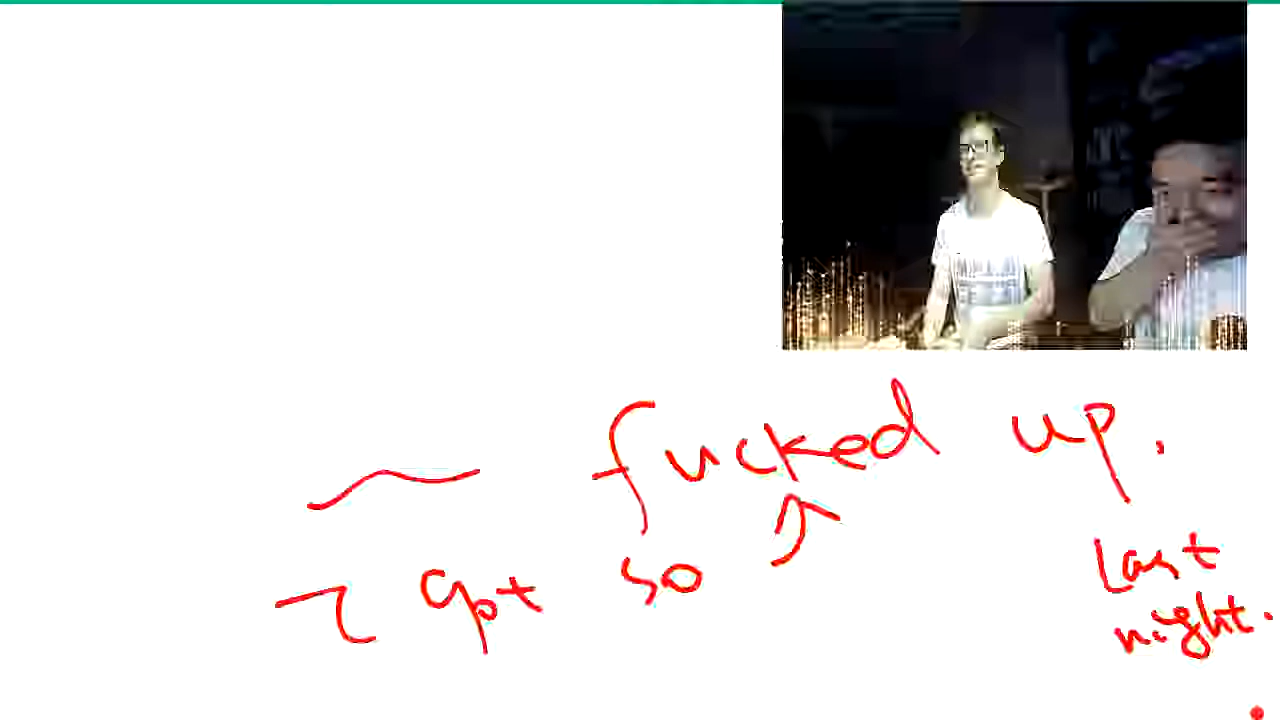 ~ fucked up.
I got so ↑
last
night.